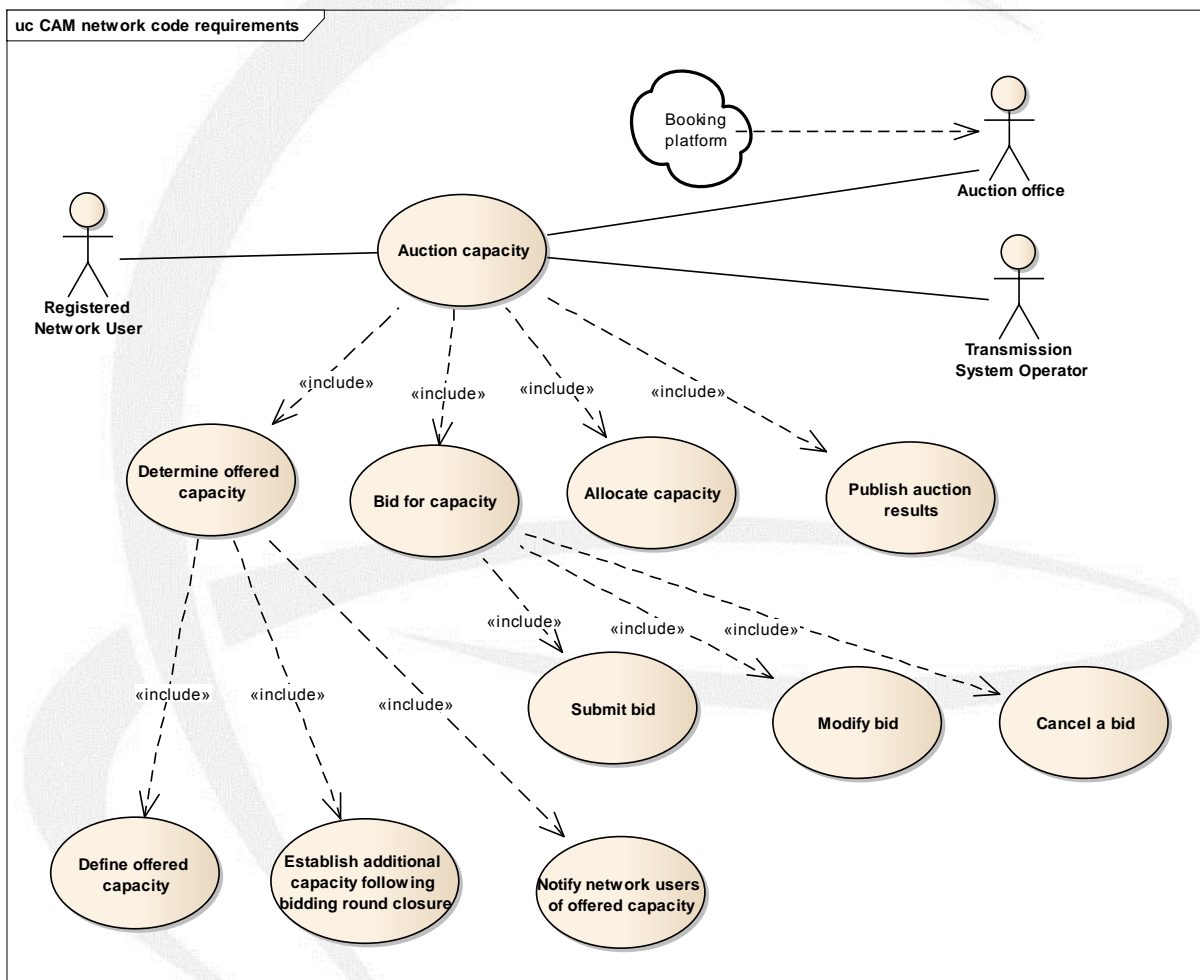 uc CAM network code requirements
Booking
platform
Auction office
Auction capacity
Registered
Network User
Transmission
System Operator
«include»
«include»
«include»
«include»
Determine offered
capacity
Bid for capacity
Allocate capacity
Publish auction
results
«include»
«include»
«include»
«include»
«include»
«include»
Submit bid
Modify bid
Cancel a bid
Define offered
capacity
Establish additional
capacity following
bidding round closure
Notify network users
of offered capacity